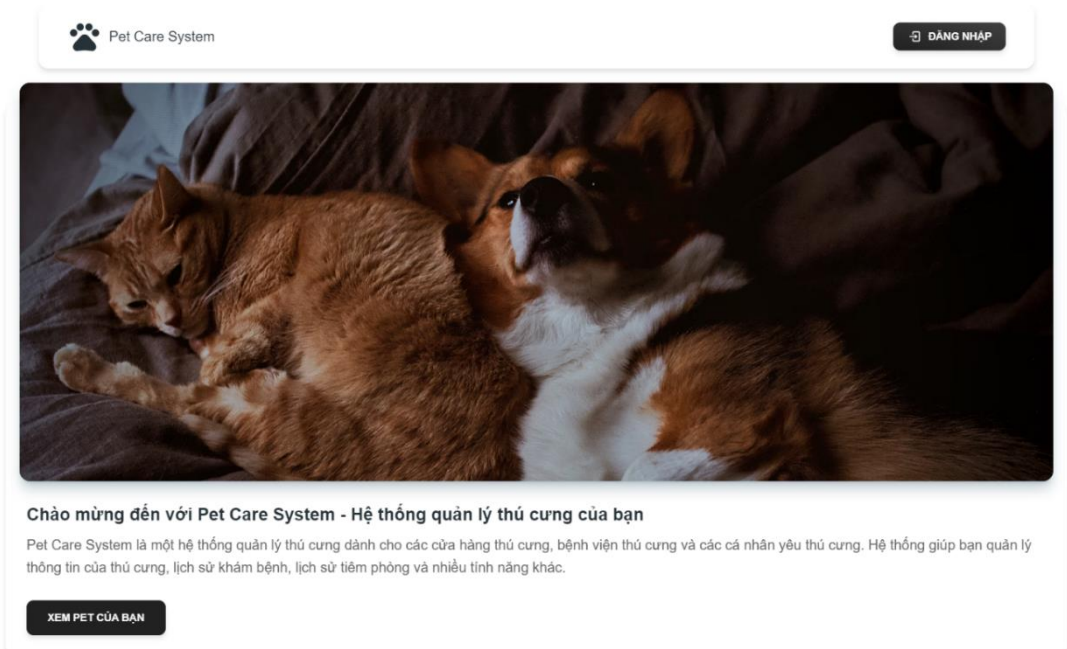 Pet Care System
ĐĂNG NHẬP
Chào mừng đến với Pet Care System - Hệ thống quản lý thú cưng của bạn
Pet Care System là một hệ thống quản lý thú cưng dành cho các cửa hàng thú cưng, bệnh viện thú cưng và các cá nhân yêu thú cưng. Hệ thống giúp bạn quản lý
thông tin của thú cưng, lịch sử khám bệnh, lịch sử tiêm phòng và nhiều tính năng khác.
XEM PET CỦA BẠN